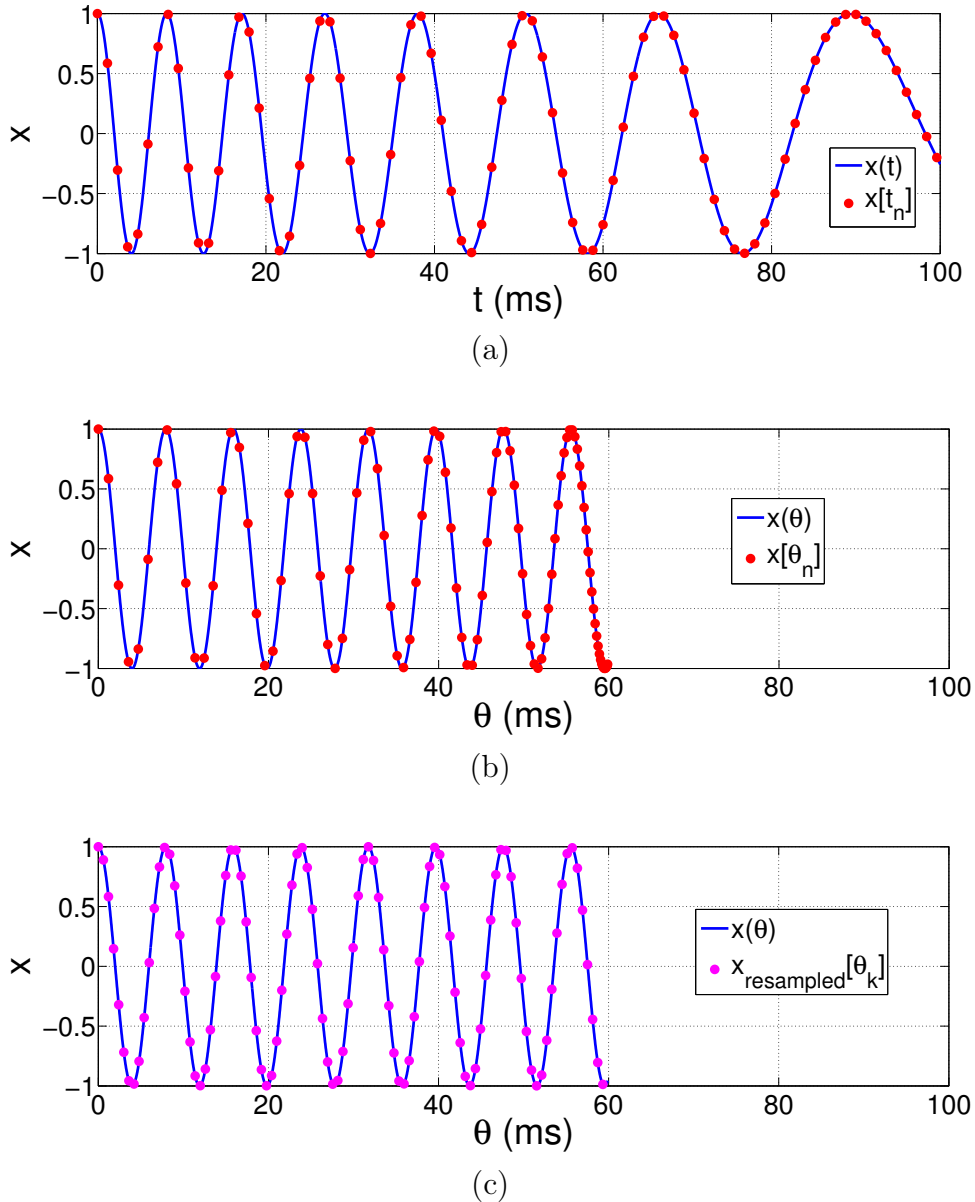 1
0.5
0
−0.5
−1
x
0 20 40 60 80 100
t (ms)
x(t)
x[t_n]
(a)
1
0.5
0
−0.5
−1
x
0 20 40 60 80 100
θ (ms)
x(θ)
x[θ_n]
(b)
1
0.5
0
−0.5
−1
x
0 20 40 60 80 100
θ (ms)
x(θ)
x_resampled[θ_k]
(c)